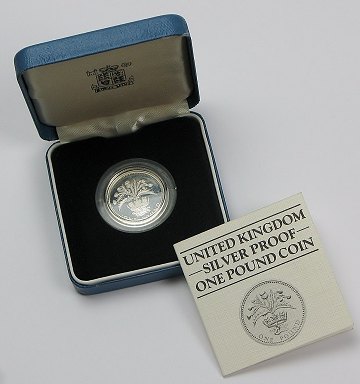 UNITED KINGDOM
SILVER PROOF
ONE POUND COIN
ONE POUND